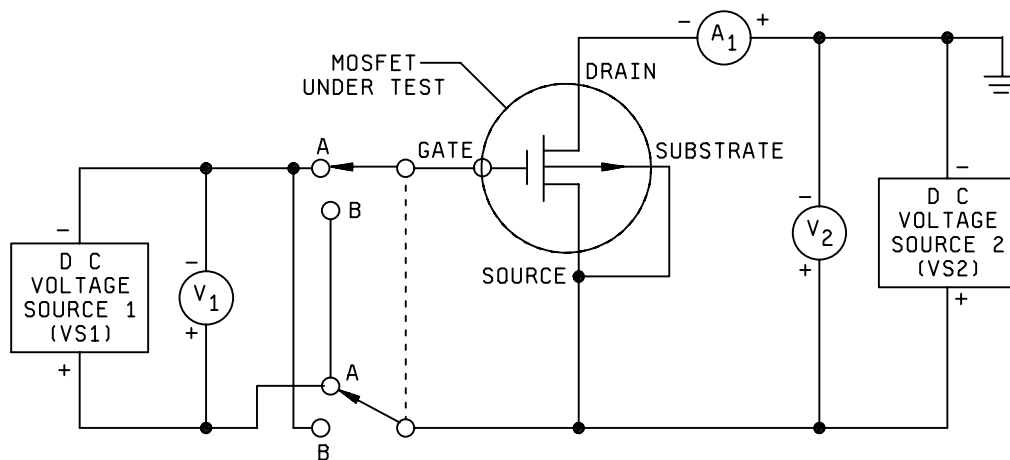 - A1 +
MOSFET
UNDER TEST
DRAIN
A
GATE
SUBSTRATE
B
-
D C
VOLTAGE
SOURCE 1
(VS1)
+
-
V1
+
SOURCE
-
V2
+
-
D C
VOLTAGE
SOURCE 2
(VS2)
+
A
B